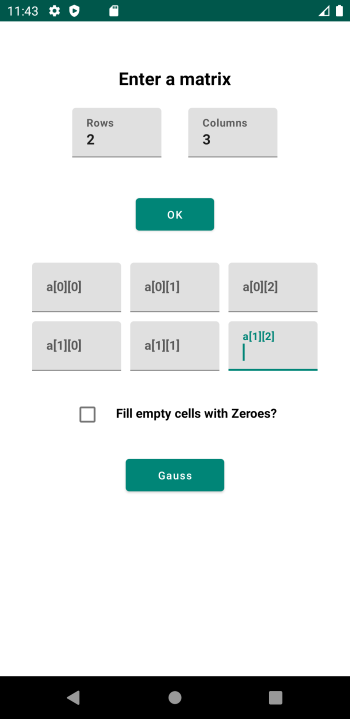 11:43
Enter a matrix
Rows Columns
2 3
OK
a[0][0] a[0][1] a[0][2]
a[1][0] a[1][1] a[1][2]
Fill empty cells with Zeroes?
Gauss